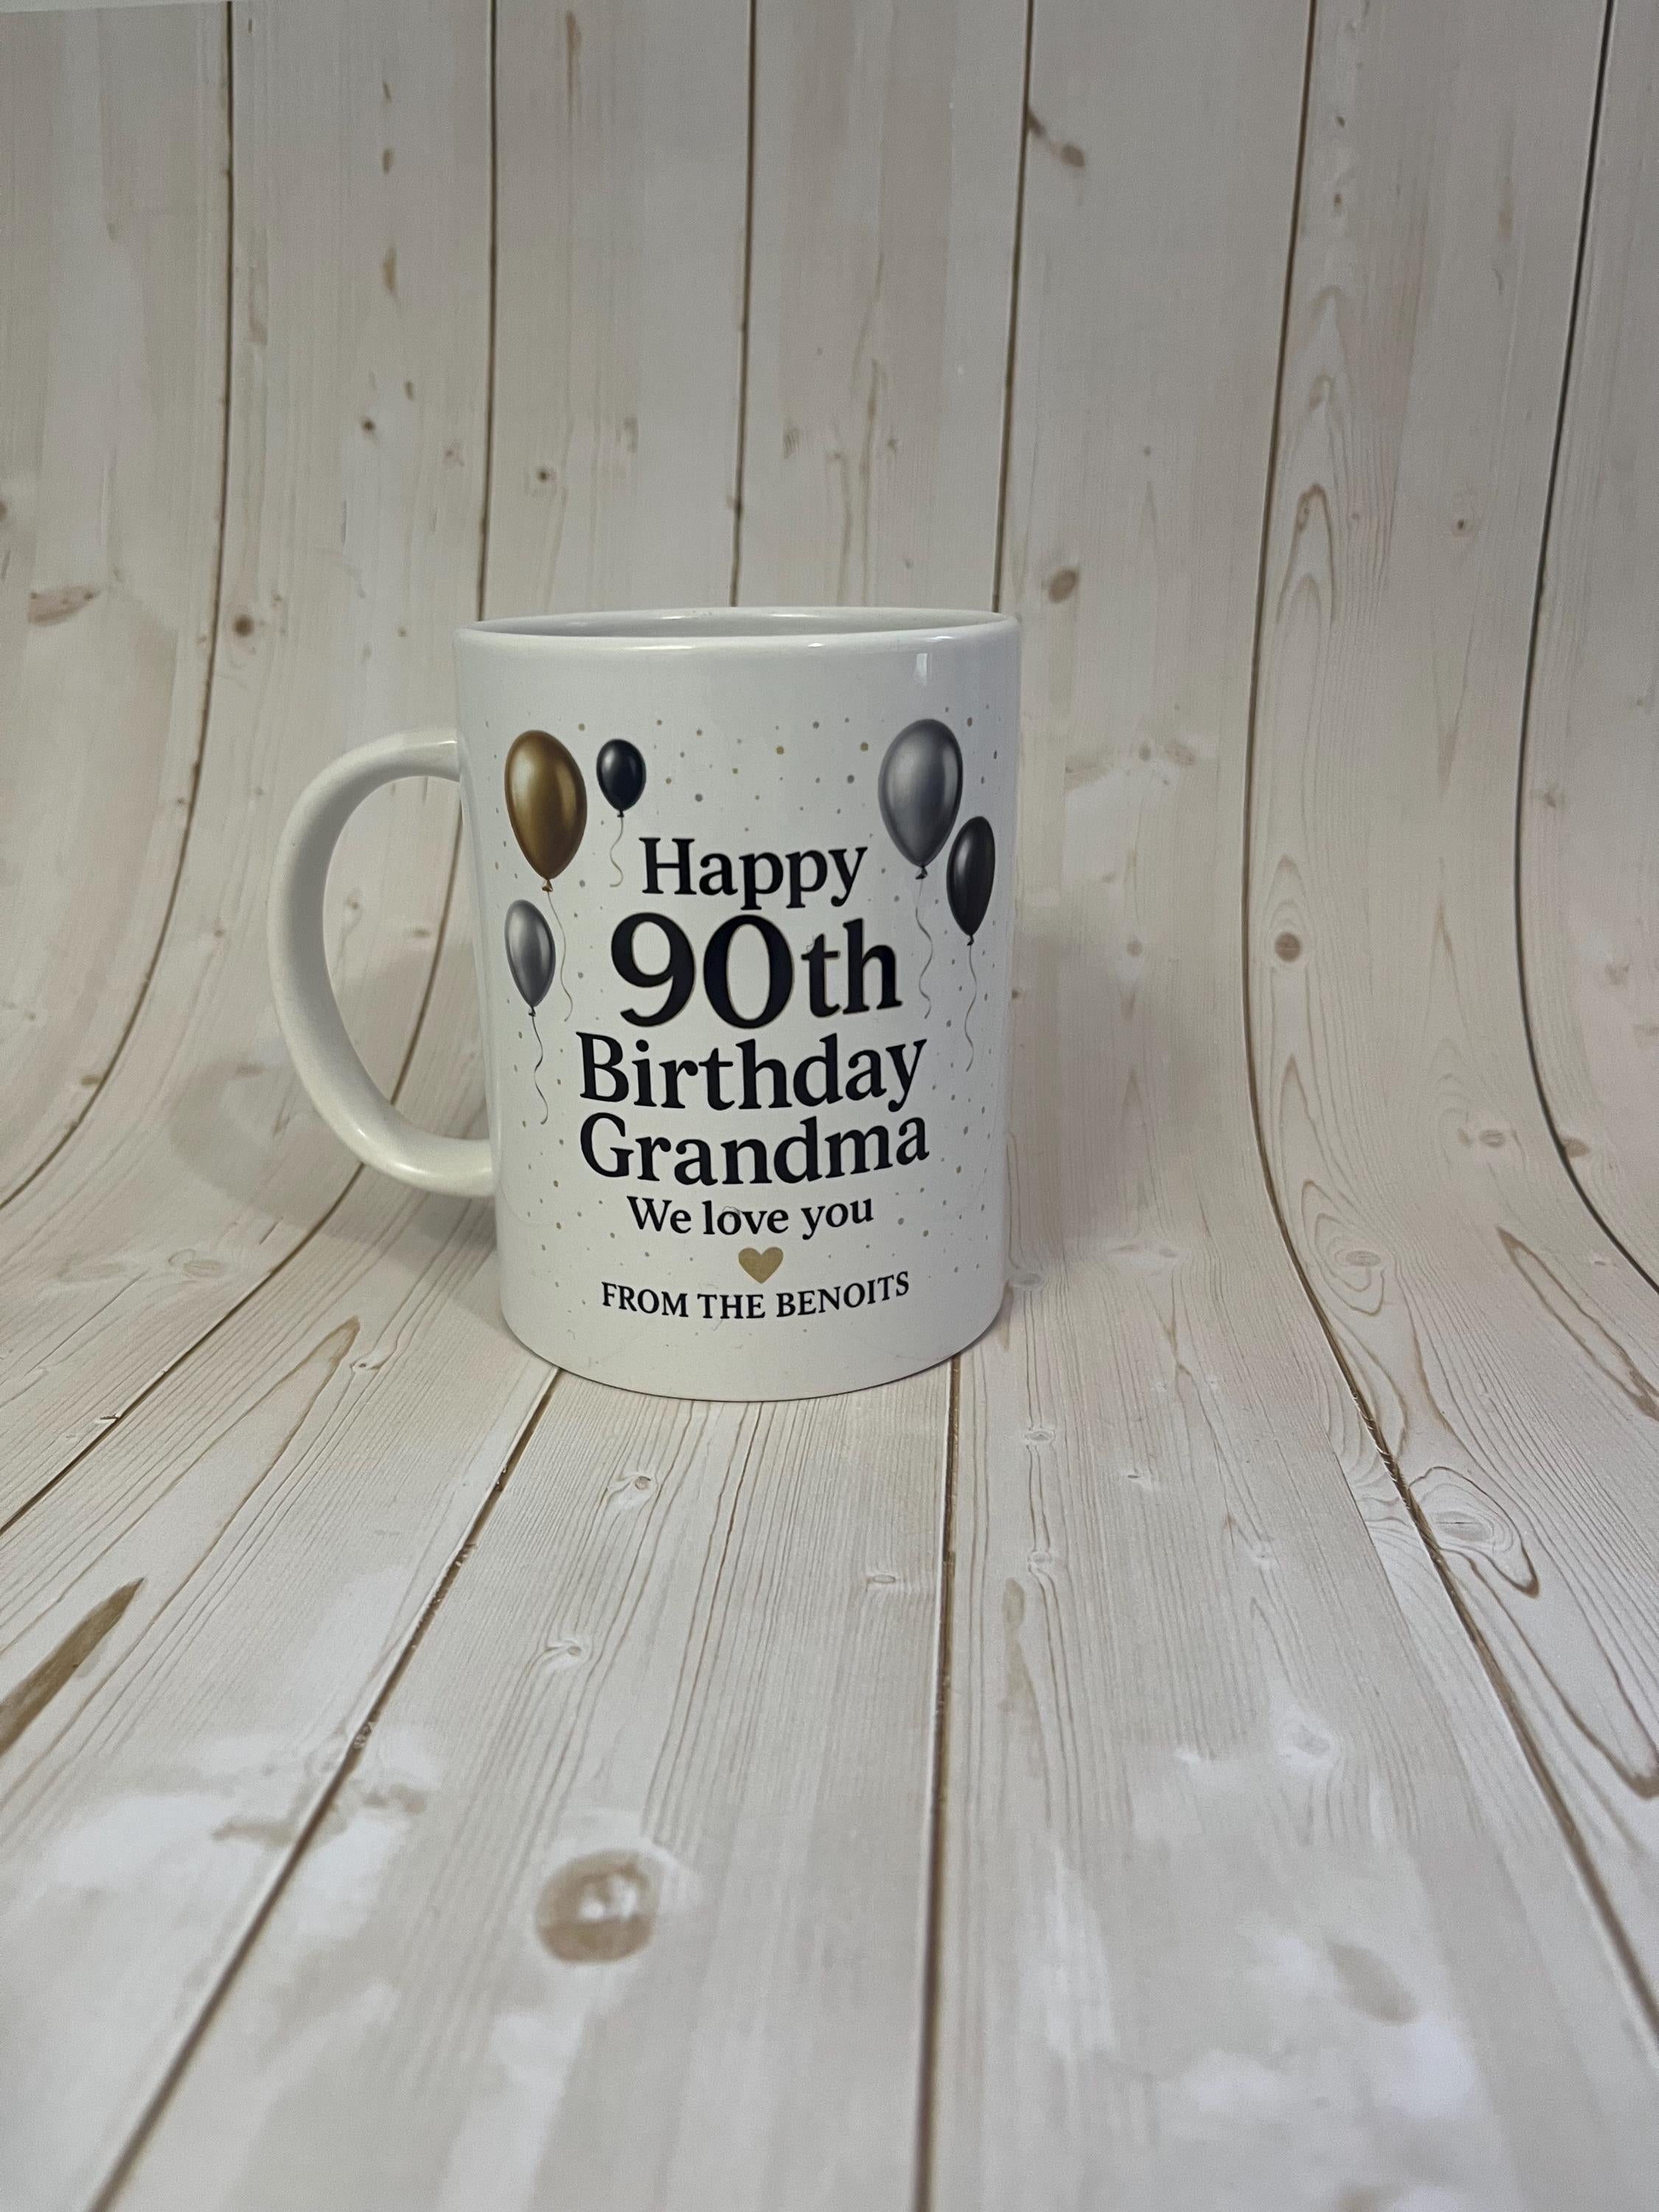 Happy
90th
Birthday
Grandma
We love you
FROM THE BENOITS